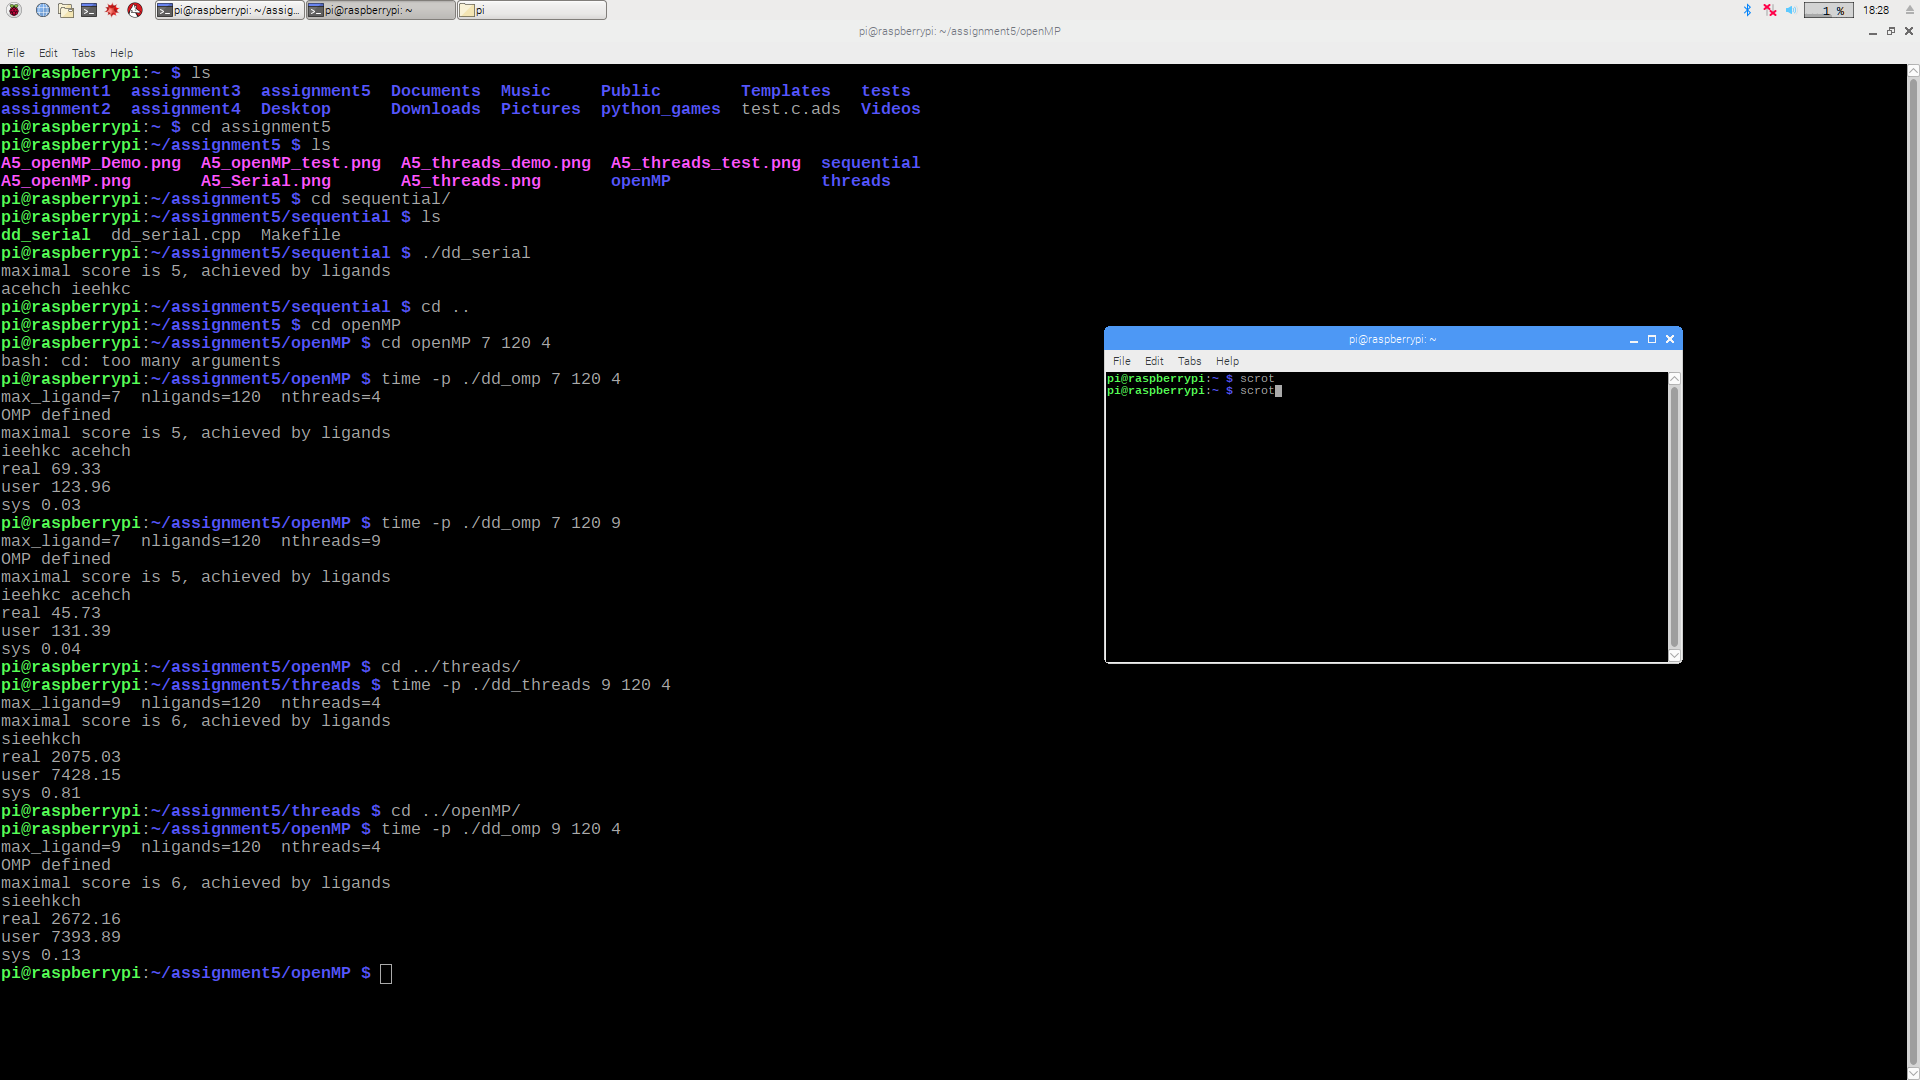 pi@raspberrypi: ~/assig... pi@raspberrypi: ~ pi 1 % 18:28
pi@raspberrypi: ~/assignment5/openMP
File Edit Tabs Help
pi@raspberrypi:~ $ ls
assignment1 assignment3 assignment5 Documents Music Public Templates tests
assignment2 assignment4 Desktop Downloads Pictures python_games test.c.ads Videos
pi@raspberrypi:~ $ cd assignment5
pi@raspberrypi:~/assignment5 $ ls
A5_openMP_Demo.png A5_openMP_test.png A5_threads_demo.png A5_threads_test.png sequential
A5_openMP.png A5_Serial.png A5_threads.png openMP threads
pi@raspberrypi:~/assignment5 $ cd sequential/
pi@raspberrypi:~/assignment5/sequential $ ls
dd_serial dd_serial.cpp Makefile
pi@raspberrypi:~/assignment5/sequential $ ./dd_serial
maximal score is 5, achieved by ligands
acehch ieehkc
pi@raspberrypi:~/assignment5/sequential $ cd ..
pi@raspberrypi:~/assignment5 $ cd openMP
pi@raspberrypi:~/assignment5/openMP $ cd openMP 7 120 4
bash: cd: too many arguments
pi@raspberrypi:~/assignment5/openMP $ time -p ./dd_omp 7 120 4
max_ligand=7 nligands=120 nthreads=4
OMP defined
maximal score is 5, achieved by ligands
ieehkc acehch
real 69.33
user 123.96
sys 0.03
pi@raspberrypi:~/assignment5/openMP $ time -p ./dd_omp 7 120 9
max_ligand=7 nligands=120 nthreads=9
OMP defined
maximal score is 5, achieved by ligands
ieehkc acehch
real 45.73
user 131.39
sys 0.04
pi@raspberrypi:~/assignment5/openMP $ cd ../threads/
pi@raspberrypi:~/assignment5/threads $ time -p ./dd_threads 9 120 4
max_ligand=9 nligands=120 nthreads=4
maximal score is 6, achieved by ligands
sieehkch
real 2075.03
user 7428.15
sys 0.81
pi@raspberrypi:~/assignment5/threads $ cd ../openMP/
pi@raspberrypi:~/assignment5/openMP $ time -p ./dd_omp 9 120 4
max_ligand=9 nligands=120 nthreads=4
OMP defined
maximal score is 6, achieved by ligands
sieehkch
real 2672.16
user 7393.89
sys 0.13
pi@raspberrypi:~/assignment5/openMP $
pi@raspberrypi: ~
File Edit Tabs Help
pi@raspberrypi:~ $ scrot
pi@raspberrypi:~ $ scrot